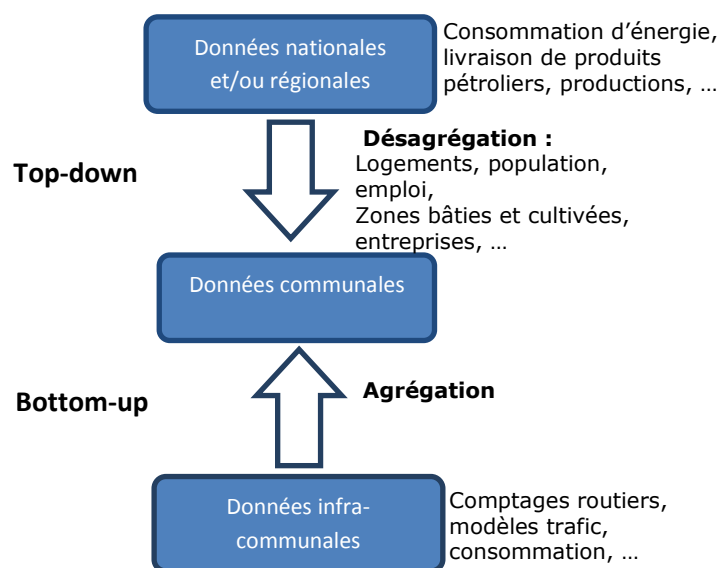 Données nationales
et/ou régionales
Consommation d’énergie,
livraison de produits
pétroliers, productions, …
Top-down
Désagrégation :
Logements, population,
emploi,
Zones bâties et cultivées,
entreprises, …
Données communales
Bottom-up
Agrégation
Données infra-
communales
Comptages routiers,
modèles trafic,
consommation, …